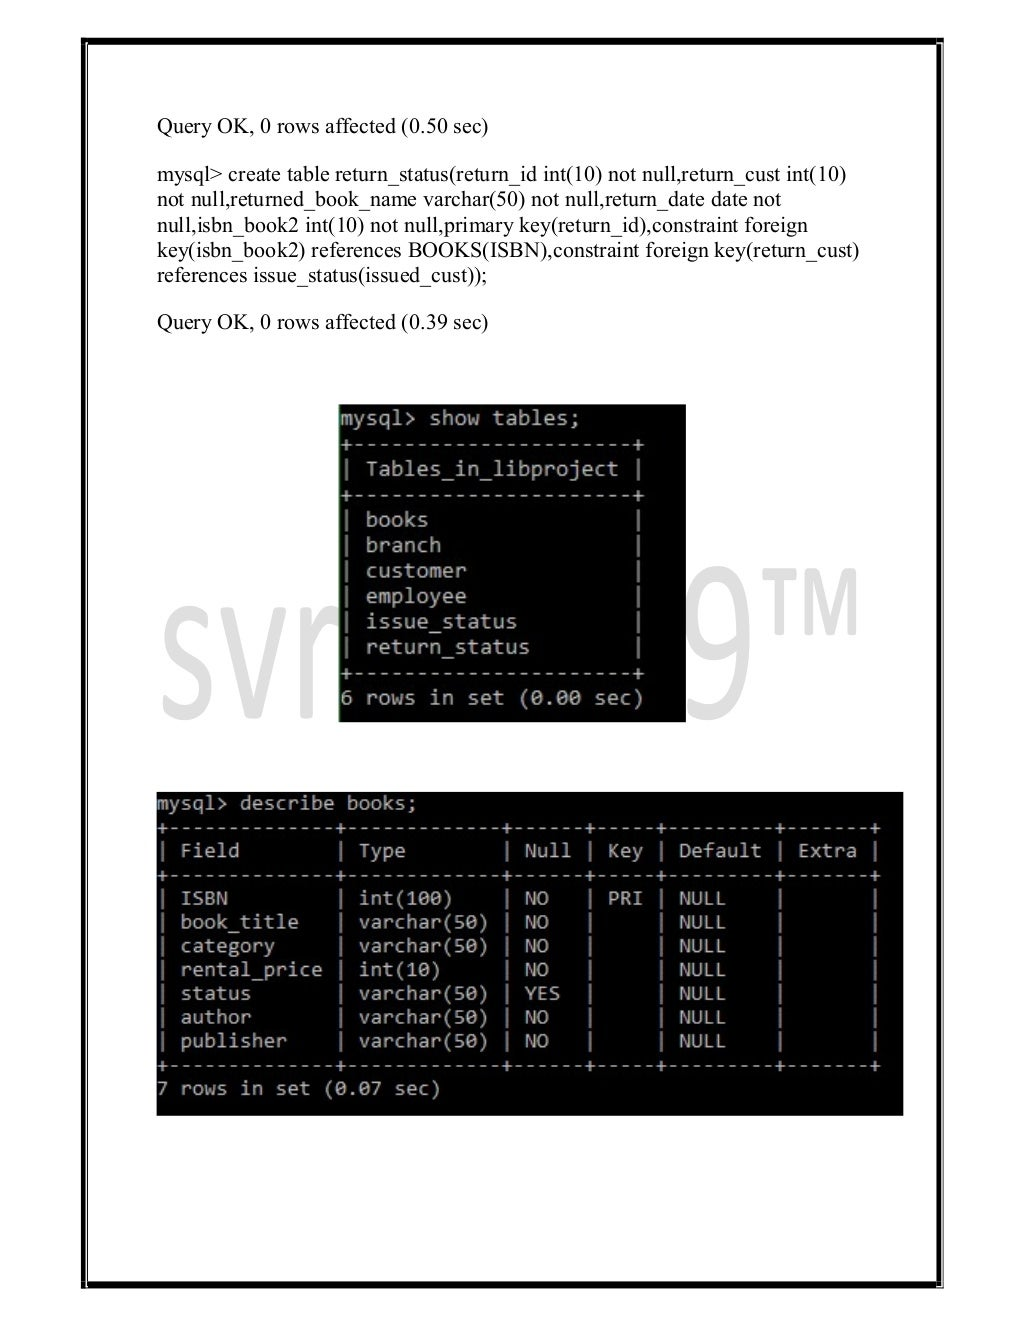 Query OK, 0 rows affected (0.50 sec)
mysql> create table return_status(return_id int(10) not null,return_cust int(10)
not null,returned_book_name varchar(50) not null,return_date date not
null,isbn_book2 int(10) not null,primary key(return_id),constraint foreign
key(isbn_book2) references BOOKS(ISBN),constraint foreign key(return_cust)
references issue_status(issued_cust));
Query OK, 0 rows affected (0.39 sec)
mysql> show tables;
+----------------------+
| Tables_in_libproject |
+----------------------+
| books                |
| branch               |
| customer             |
| employee             |
| issue_status         |
| return_status        |
+----------------------+
6 rows in set (0.00 sec)
svr 9™
mysql> describe books;
+--------------+-------------+------+-----+---------+-------+
| Field        | Type        | Null | Key | Default | Extra |
+--------------+-------------+------+-----+---------+-------+
| ISBN         | int(100)    | NO   | PRI | NULL    |       |
| book_title   | varchar(50) | NO   |     | NULL    |       |
| category     | varchar(50) | NO   |     | NULL    |       |
| rental_price | int(10)     | NO   |     | NULL    |       |
| status       | varchar(50) | YES  |     | NULL    |       |
| author       | varchar(50) | NO   |     | NULL    |       |
| publisher    | varchar(50) | NO   |     | NULL    |       |
+--------------+-------------+------+-----+---------+-------+
7 rows in set (0.07 sec)